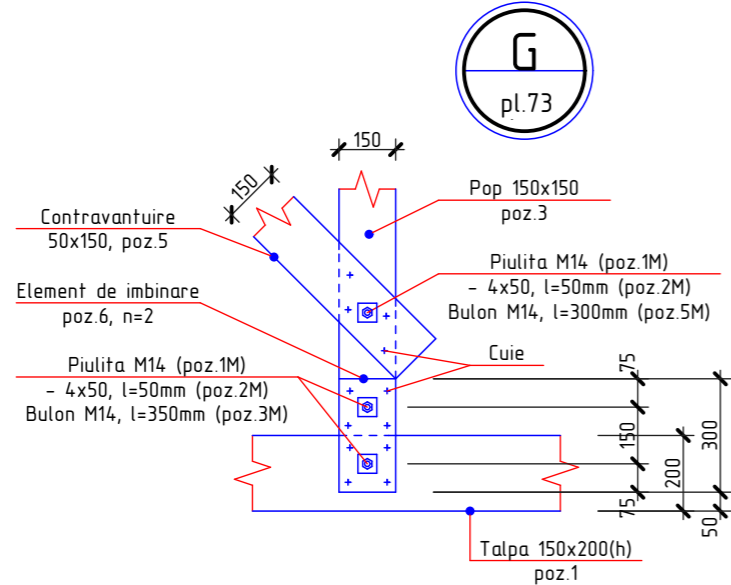 G
pl.73
150
150
Pop 150x150
poz.3
Contravantuire
50x150, poz.5
Piulita M14 (poz.1M)
- 4x50, l=50mm (poz.2M)
Bulon M14, l=300mm (poz.5M)
Element de imbinare
poz.6, n=2
Cuie
Piulita M14 (poz.1M)
- 4x50, l=50mm (poz.2M)
Bulon M14, l=350mm (poz.3M)
75
150
75
200
300
50
Talpa 150x200(h)
poz.1